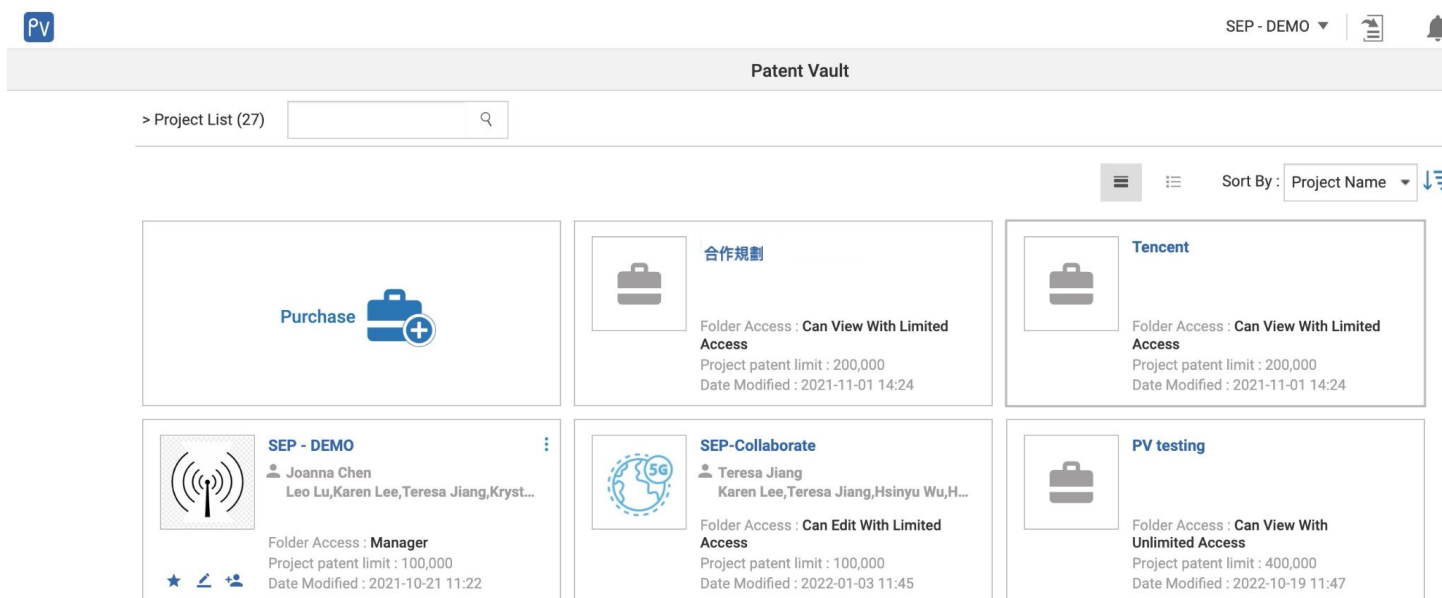 PV
SEP - DEMO
Patent Vault
> Project List (27)
Sort By : Project Name
Purchase
合作規劃
Folder Access : Can View With Limited
Access
Project patent limit : 200,000
Date Modified : 2021-11-01 14:24
Tencent
Folder Access : Can View With Limited
Access
Project patent limit : 200,000
Date Modified : 2021-11-01 14:24
SEP - DEMO
Joanna Chen
Leo Lu,Karen Lee,Teresa Jiang,Kryst...
Folder Access : Manager
Project patent limit : 100,000
Date Modified : 2021-10-21 11:22
5G
SEP-Collaborate
Teresa Jiang
Karen Lee,Teresa Jiang,Hsinyu Wu,H...
Folder Access : Can Edit With Limited
Access
Project patent limit : 100,000
Date Modified : 2022-01-03 11:45
PV testing
Folder Access : Can View With
Unlimited Access
Project patent limit : 400,000
Date Modified : 2022-10-19 11:47